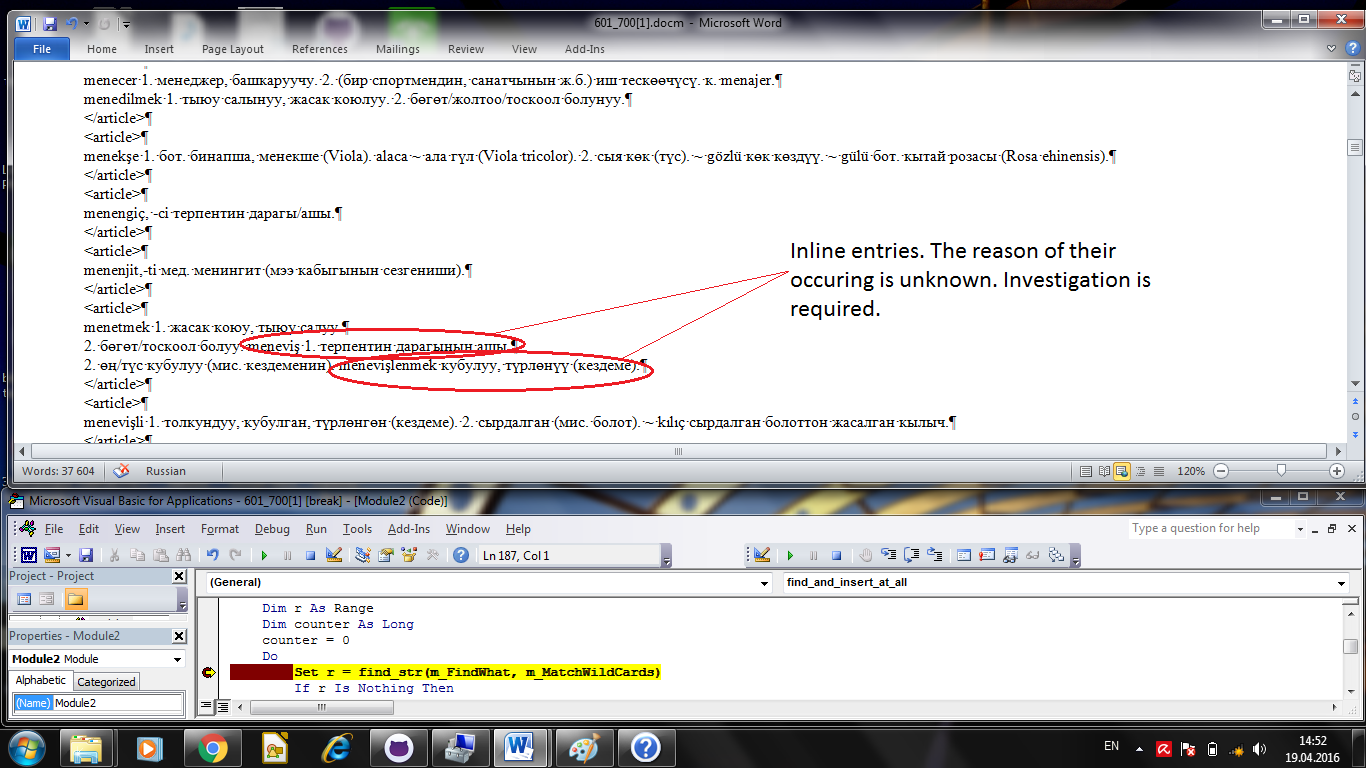 601_700[1].docm - Microsoft Word
File Home Insert Page Layout References Mailings Review View Add-Ins
menecer 1. менеджер, башкаруучу. 2. (бир спортмендин, санатчынын ж.б.) иш тескөөчүсү. к. menajer.¶
menedilmek 1. тыюу салынуу, жасак коюлуу. 2. бөгөт/жолтоо/тоскоол болунуу.¶
</article>¶
<article>¶
menekşe 1. бот. бинапша, менекше (Viola). alaca ~ ала гүл (Viola tricolor). 2. сыя көк (түс). ~ gözlü көк көздүү. ~ gülü бот. кытай розасы (Rosa ehinensis).¶
</article>¶
<article>¶
menengiç, -ci терпентин дарагы/ашы.¶
</article>¶
<article>¶
menenjit,-ti мед. менингит (мээ кабыгынын сезгениши).¶
</article>¶
<article>¶
menetmek 1. жасак коюу, тыюу салуу.¶
2. бөгөт/тоскоол болуу. meneviş 1. терпентин дарагынын ашы.¶
2. өң/түс кубулуу (мис. кездеменин). menevişlenmek кубулуу, түрлөнүү (кездеме).¶
</article>¶
<article>¶
menevişli 1. толкундуу, кубулган, түрлөнгөн (кездеме). 2. сырдалган (мис. болот). ~ kılıç сырдалган болоттон жасалган кылыч.¶
</article>¶
Inline entries. The reason of their
occuring is unknown. Investigation is
required.
Words: 37 604 Russian 120%
Microsoft Visual Basic for Applications - 601_700[1] [break] - [Module2 (Code)]
File Edit View Insert Format Debug Run Tools Add-Ins Window Help Type a question for help
Ln 187, Col 1
Project - Project
(General) find_and_insert_at_all
Properties - Module2
Module2 Module
Alphabetic Categorized
(Name) Module2
Dim r As Range
Dim counter As Long
counter = 0
Do
Set r = find_str(m_FindWhat, m_MatchWildCards)
If r Is Nothing Then
EN 14:52
19.04.2016